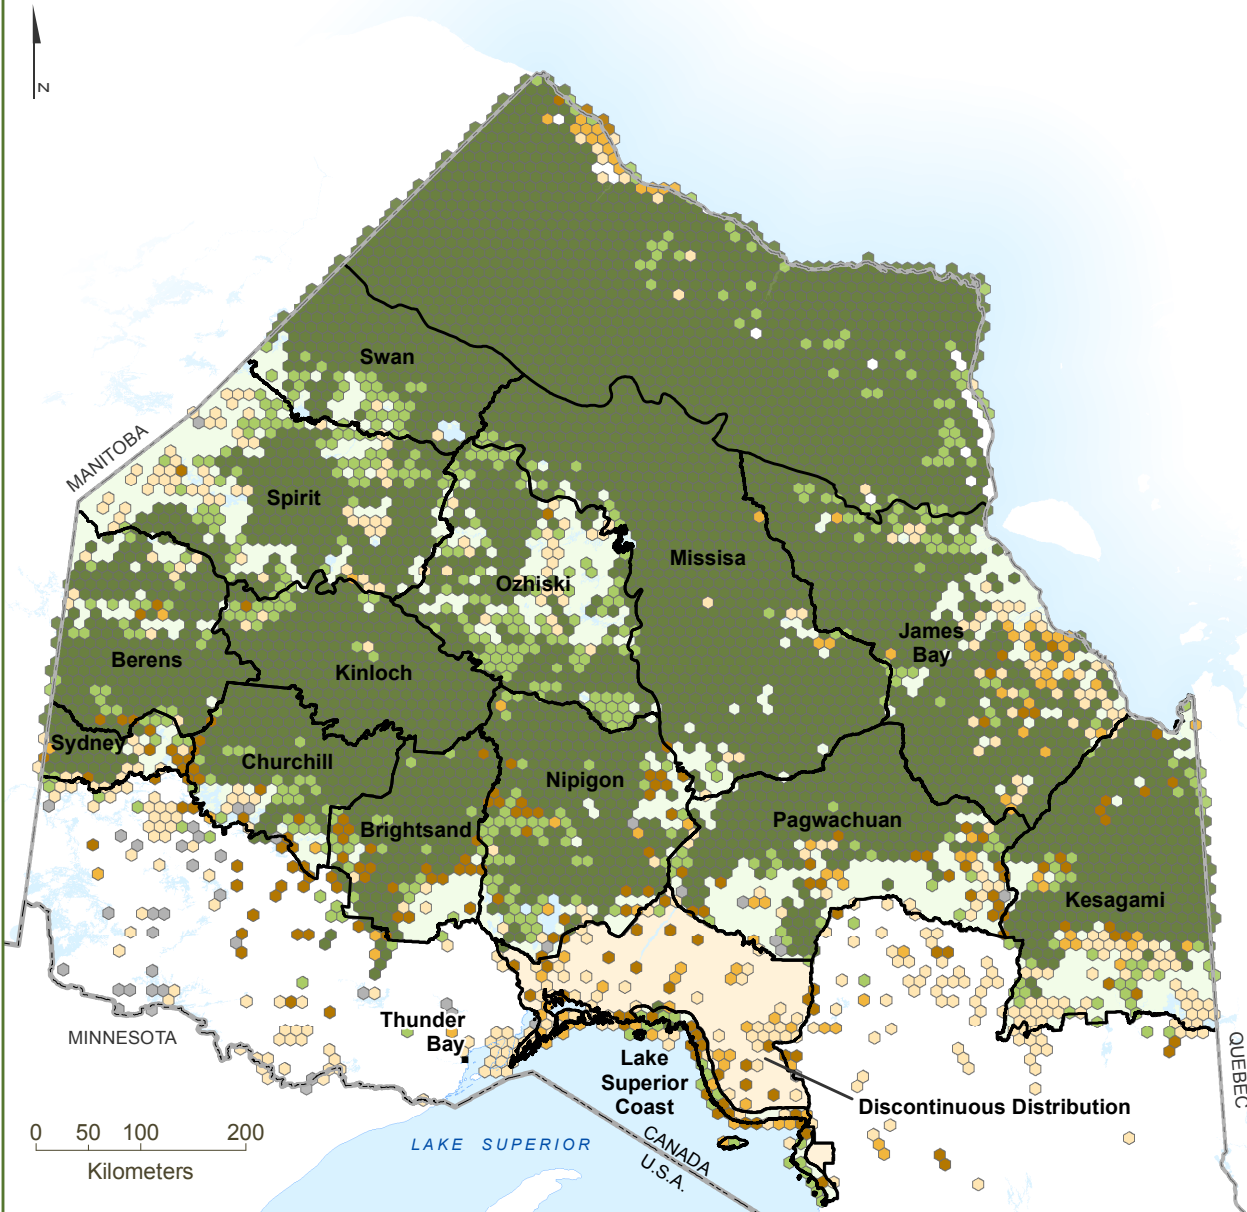 N
Swan
MANITOBA
Spirit
Missisa
Ozhiski
James
Bay
Berens
Kinloch
Sydney
Churchill
Nipigon
Brightsand
Pagwachuan
Kesagami
Thunder
Bay
MINNESOTA
Lake
Superior
Coast
QUEBEC
Discontinuous Distribution
0 50 100 200
Kilometers
LAKE SUPERIOR
CANADA
U.S.A.